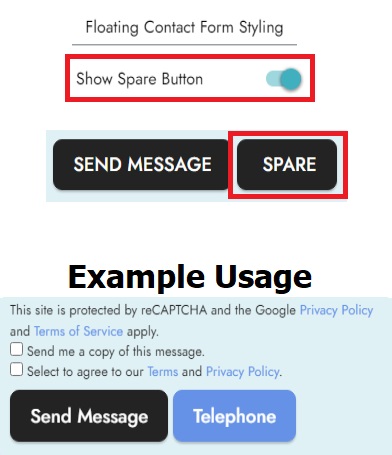 Floating Contact Form Styling
Show Spare Button
SEND MESSAGE SPARE
Example Usage
This site is protected by reCAPTCHA and the Google Privacy Policy
and Terms of Service apply.
Send me a copy of this message.
Select to agree to our Terms and Privacy Policy.
Send Message Telephone